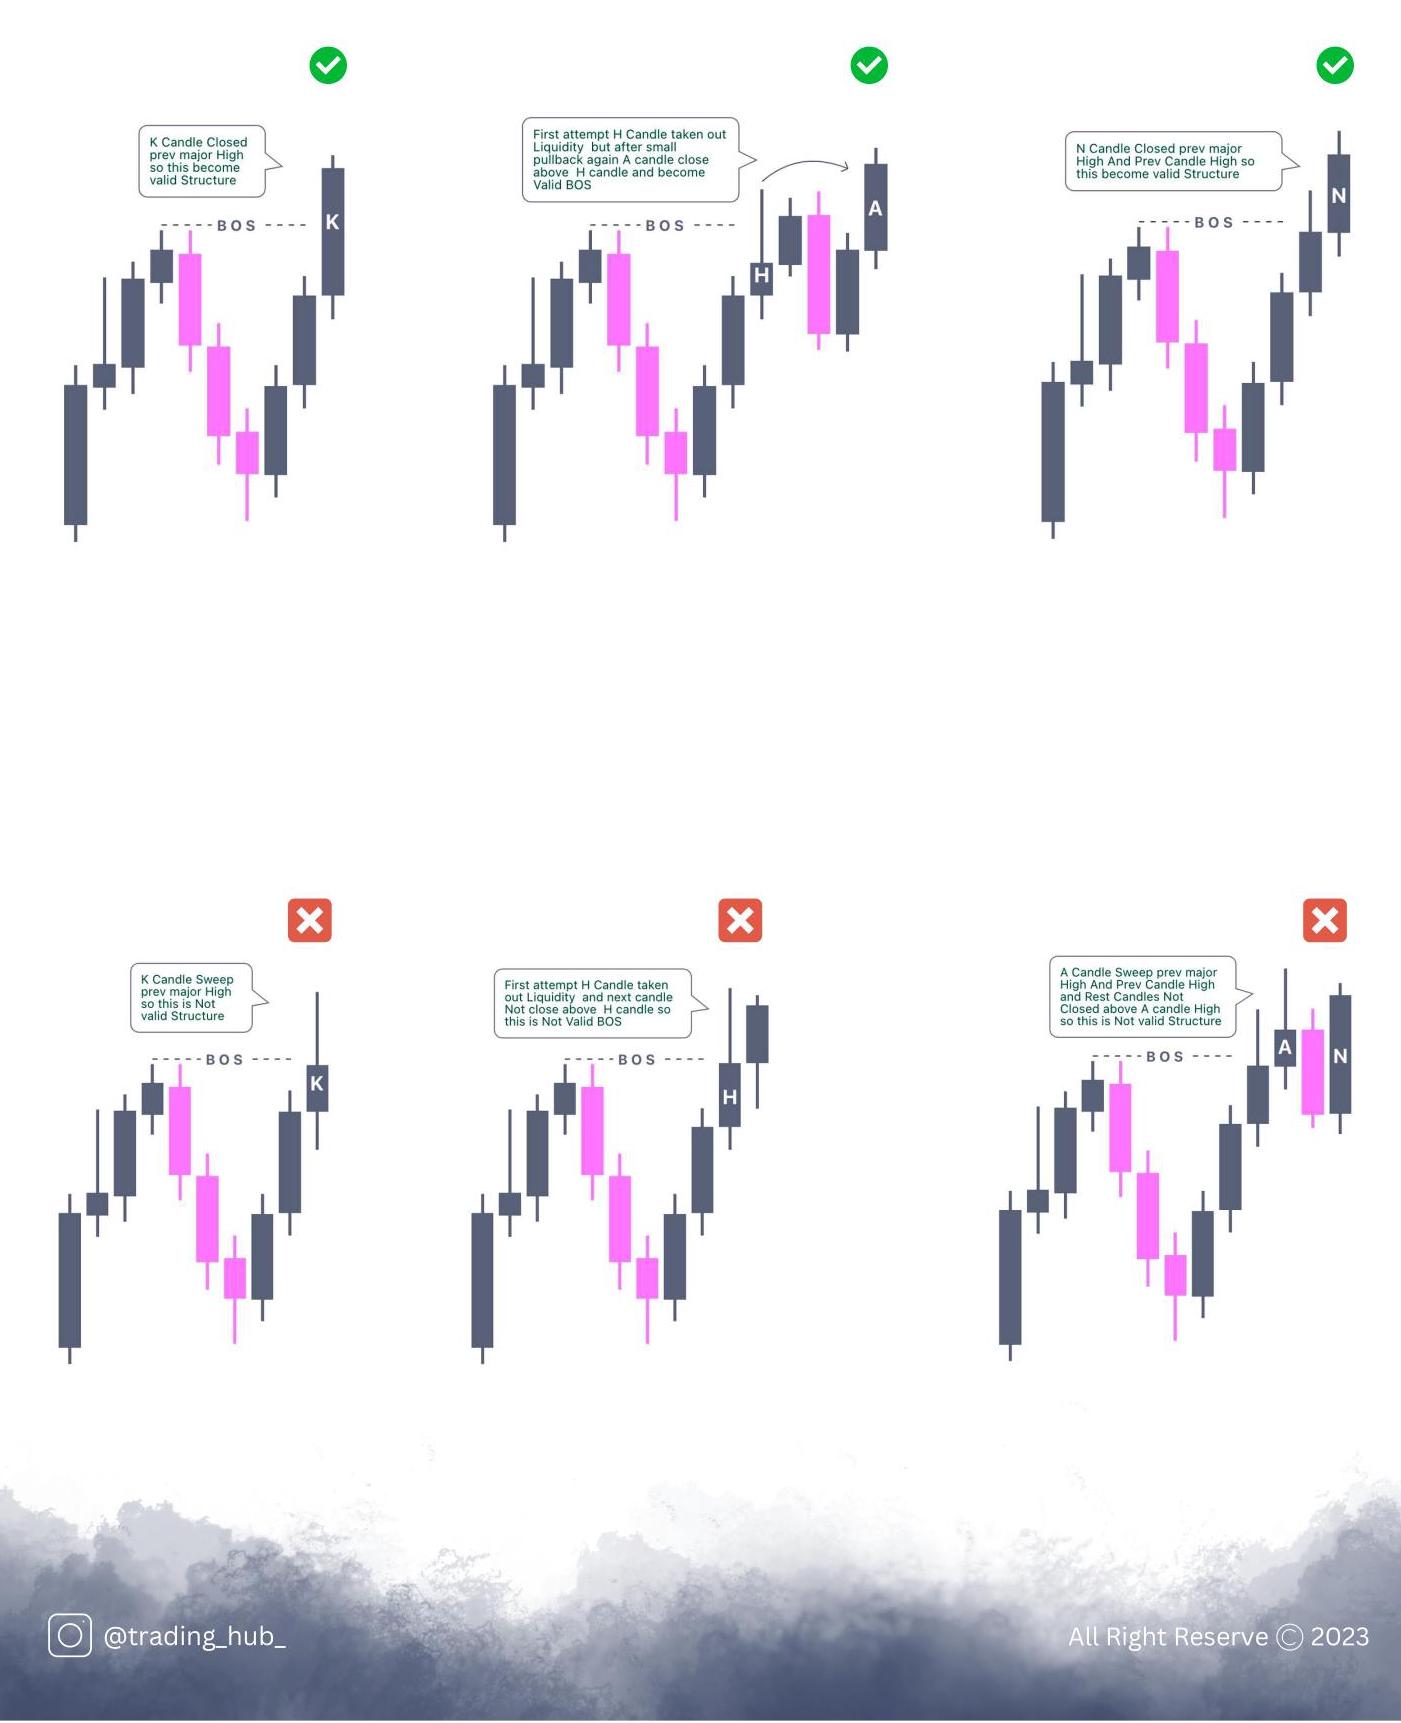 K Candle Closed
prev major High
so this become
valid Structure
BOS
K
First attempt H Candle taken out
Liquidity but after small
pullback again A candle close
above H candle and become
Valid BOS
BOS
H
A
N Candle Closed prev major
High And Prev Candle High so
this become valid Structure
BOS
N
K Candle Sweep
prev major High
so this is Not
valid Structure
BOS
K
First attempt H Candle taken
out Liquidity and next candle
Not close above H candle so
this is Not Valid BOS
BOS
H
A Candle Sweep prev major
High And Prev Candle High
and Rest Candles Not
Closed above A candle High
so this is Not valid Structure
BOS
A
N
@trading_hub_
All Right Reserve © 2023